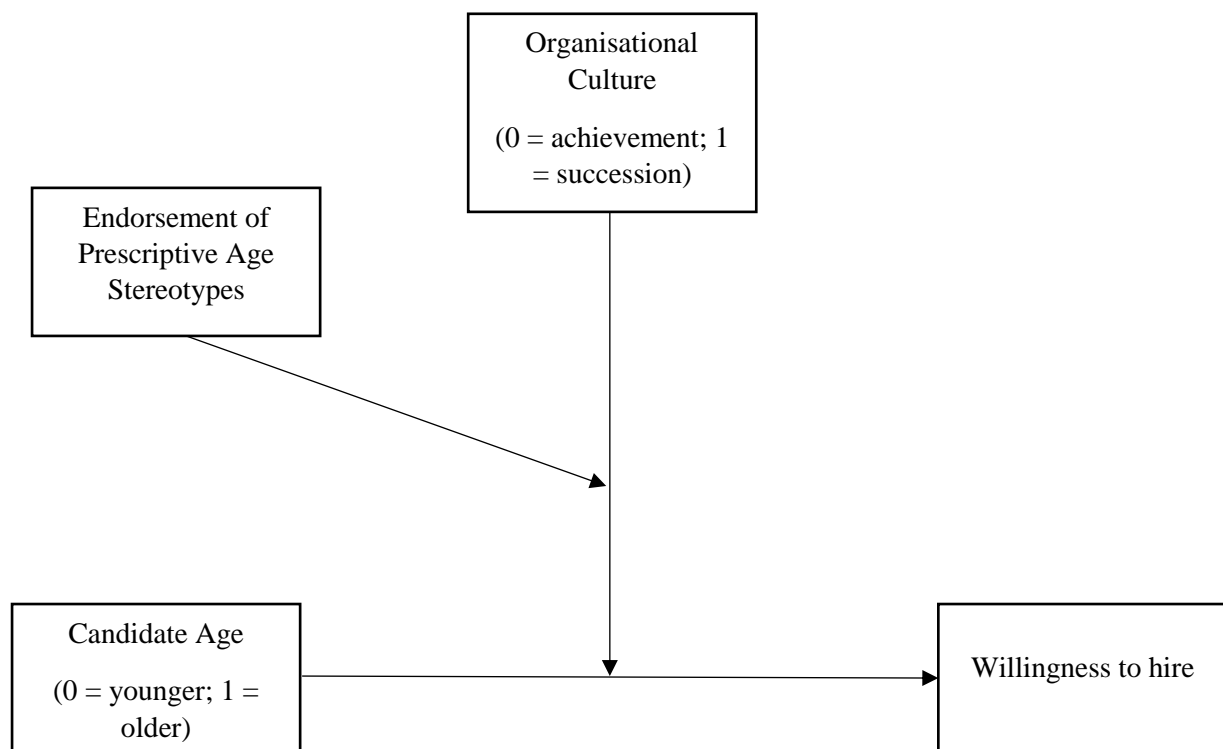 Organisational
Culture
(0 = achievement; 1
= succession)
Endorsement of
Prescriptive Age
Stereotypes
Candidate Age
(0 = younger; 1 =
older)
Willingness to hire